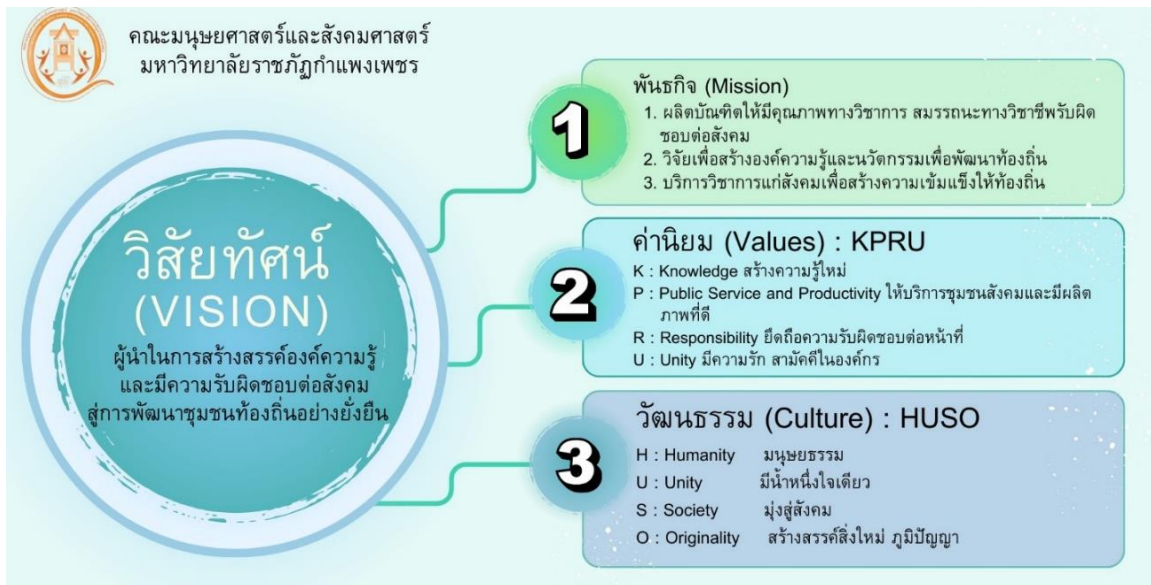 คณะมนุษยศาสตร์และสังคมศาสตร์
มหาวิทยาลัยราชภัฏกำแพงเพชร
วิสัยทัศน์
(VISION)
ผู้นำในการสร้างสรรค์องค์ความรู้
และมีความรับผิดชอบต่อสังคม
สู่การพัฒนาชุมชนท้องถิ่นอย่างยั่งยืน
1
พันธกิจ (Mission)
1. ผลิตบัณฑิตให้มีคุณภาพทางวิชาการ สมรรถนะทางวิชาชีพรับผิด
ชอบต่อสังคม
2. วิจัยเพื่อสร้างองค์ความรู้และนวัตกรรมเพื่อพัฒนาท้องถิ่น
3. บริการวิชาการแก่สังคมเพื่อสร้างความเข้มแข็งให้ท้องถิ่น
2
ค่านิยม (Values) : KPRU
K : Knowledge สร้างความรู้ใหม่
P : Public Service and Productivity ให้บริการชุมชนสังคมและมีผลิต
ภาพที่ดี
R : Responsibility ยึดถือความรับผิดชอบต่อหน้าที่
U : Unity มีความรัก สามัคคีในองค์กร
3
วัฒนธรรม (Culture) : HUSO
H : Humanity มนุษยธรรม
U : Unity มีน้ำหนึ่งใจเดียว
S : Society มุ่งสู่สังคม
O : Originality สร้างสรรค์สิ่งใหม่ ภูมิปัญญา